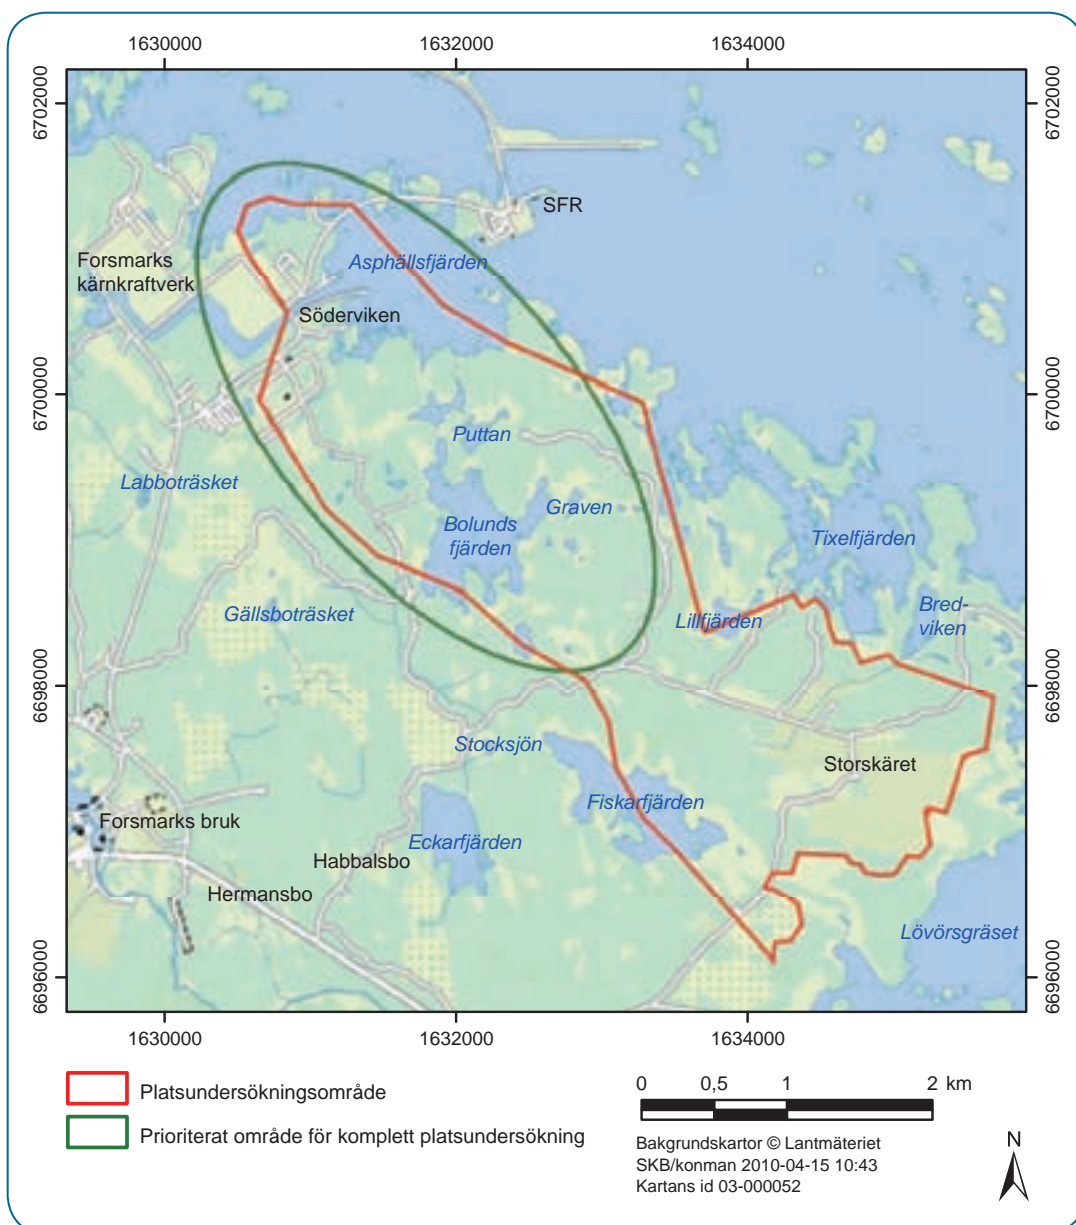 1630000
1632000
1634000
6702000
6702000
SFR
Forsmarks
kärnkraftverk
Asphällsfjärden
Söderviken
6700000
6700000
Puttan
Labboträsket
Graven
Bolunds
fjärden
Tixelfjärden
Gällsboträsket
Lillfjärden
Bred-
viken
6698000
6698000
Stocksjön
Storskäret
Fiskarfjärden
Forsmarks bruk
Eckarfjärden
Habbalsbo
Hermansbo
Lövörsgräset
6696000
6696000
1630000
1632000
1634000
Platsundersökningsområde
Prioriterat område för komplett platsundersökning
0 0,5 1 2 km
Bakgrundskartor © Lantmäteriet
SKB/konman 2010-04-15 10:43
Kartans id 03-000052
N